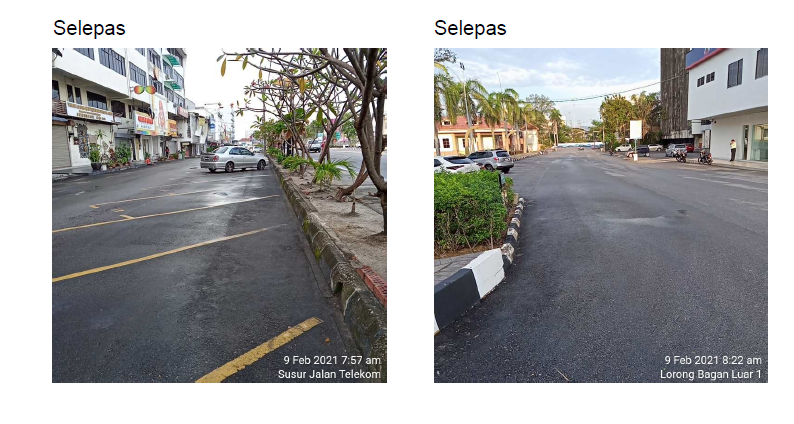 Selepas
Selepas
9 Feb 2021 7:57 am
Susur Jalan Telekom
9 Feb 2021 8:22 am
Lorong Bagan Luar 1